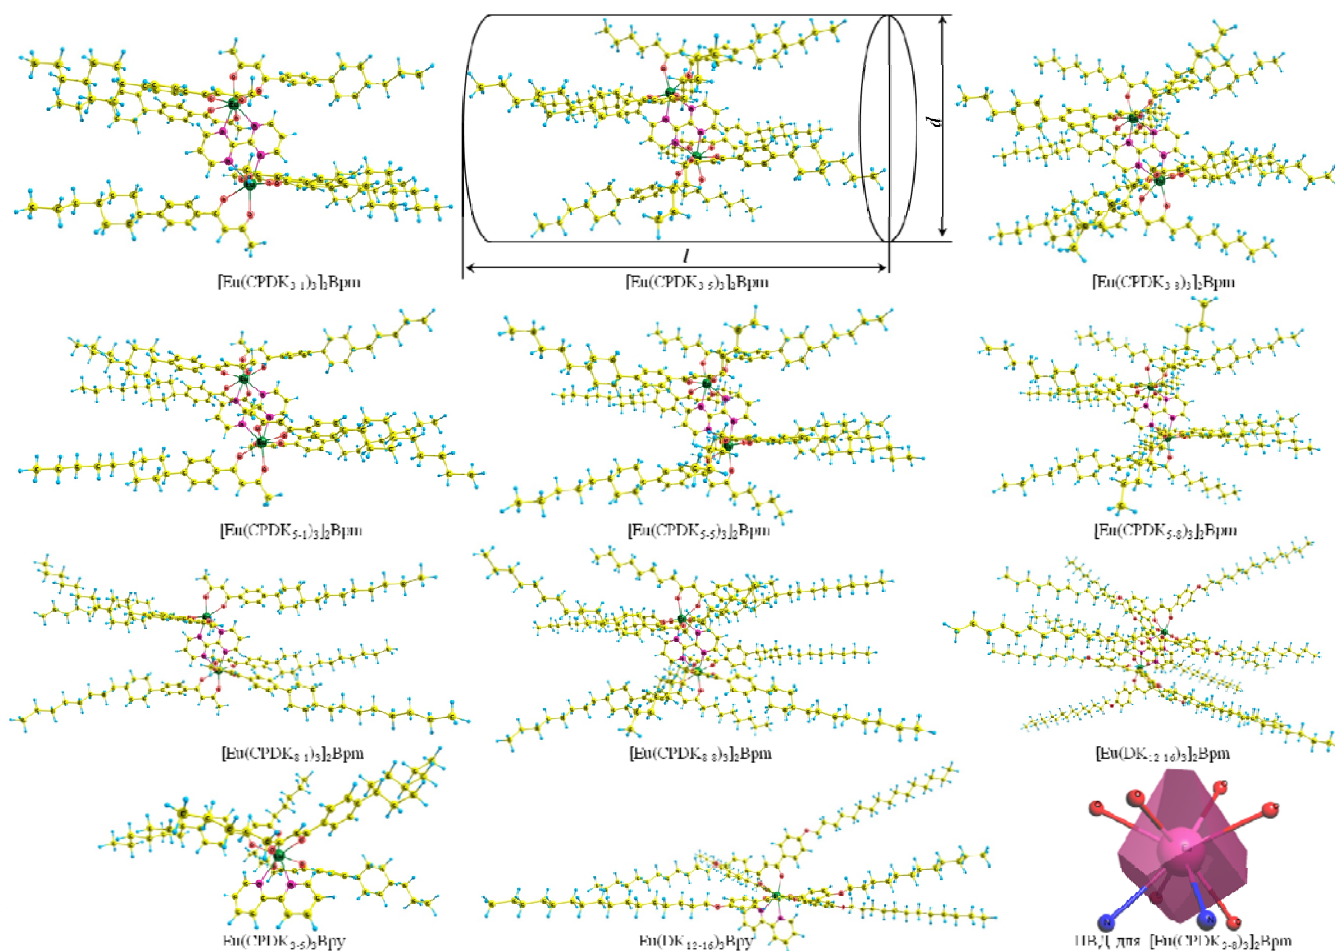 d
l
[Eu(CPDK₃₋₁)₃]₂Bpm
[Eu(CPDK₃₋₅)₃]₂Bpm
[Eu(CPDK₃₋₈)₃]₂Bpm
[Eu(CPDK₅₋₁)₃]₂Bpm
[Eu(CPDK₅₋₅)₃]₂Bpm
[Eu(CPDK₅₋₈)₃]₂Bpm
[Eu(CPDK₈₋₁)₃]₂Bpm
[Eu(CPDK₈₋₈)₃]₂Bpm
[Eu(DK₁₂₋₁₆)₃]₂Bpm
Eu(CPDK₃₋₅)₃Bpy
Eu(DK₁₂₋₁₆)₃Bpy
ПВД для [Eu(CPDK₃₋₈)₃]₂Bpm